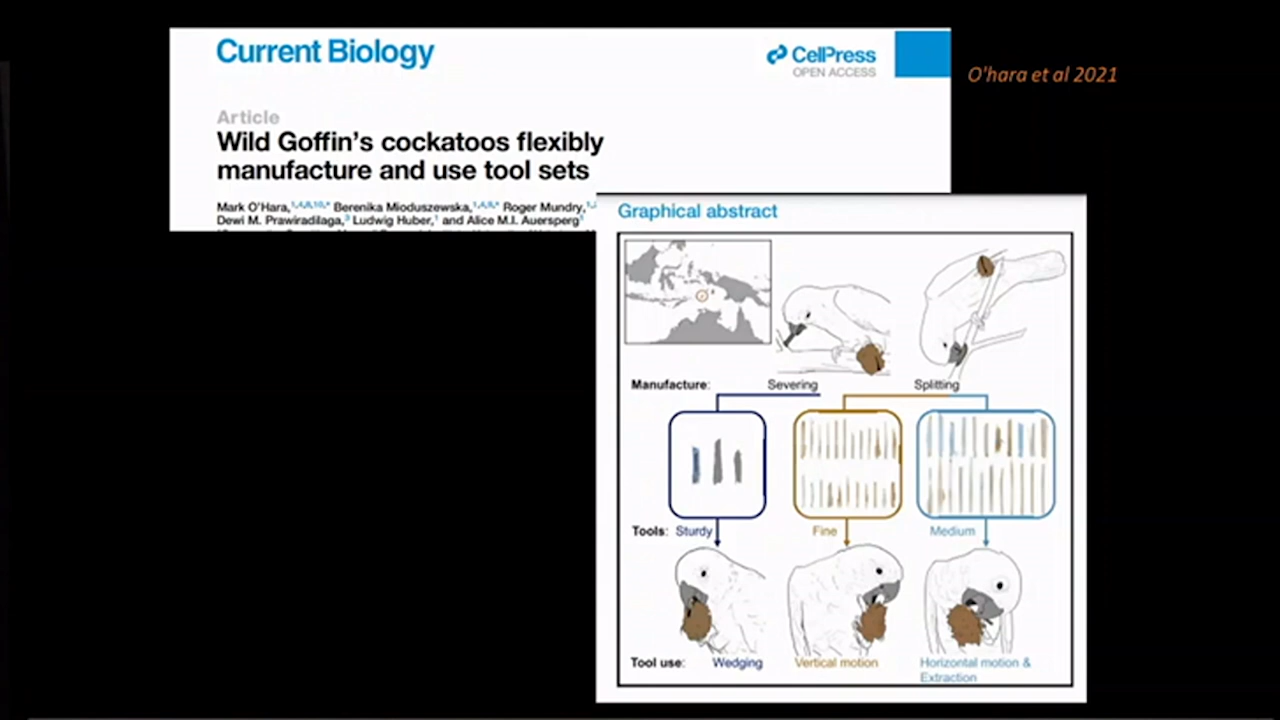 Current Biology
CellPress
OPEN ACCESS
O'hara et al 2021
Article
Wild Goffin's cockatoos flexibly
manufacture and use tool sets
Mark O'Hara, Berenika Mioduszewska, Roger Mundry,
Dewi M. Prawiradilaga, Ludwig Huber, and Alice M.I. Auersperg
Graphical abstract
Manufacture: Severing Splitting
Tools: Sturdy Fine Medium
Tool use: Wedging Vertical motion Horizontal motion &
Extraction